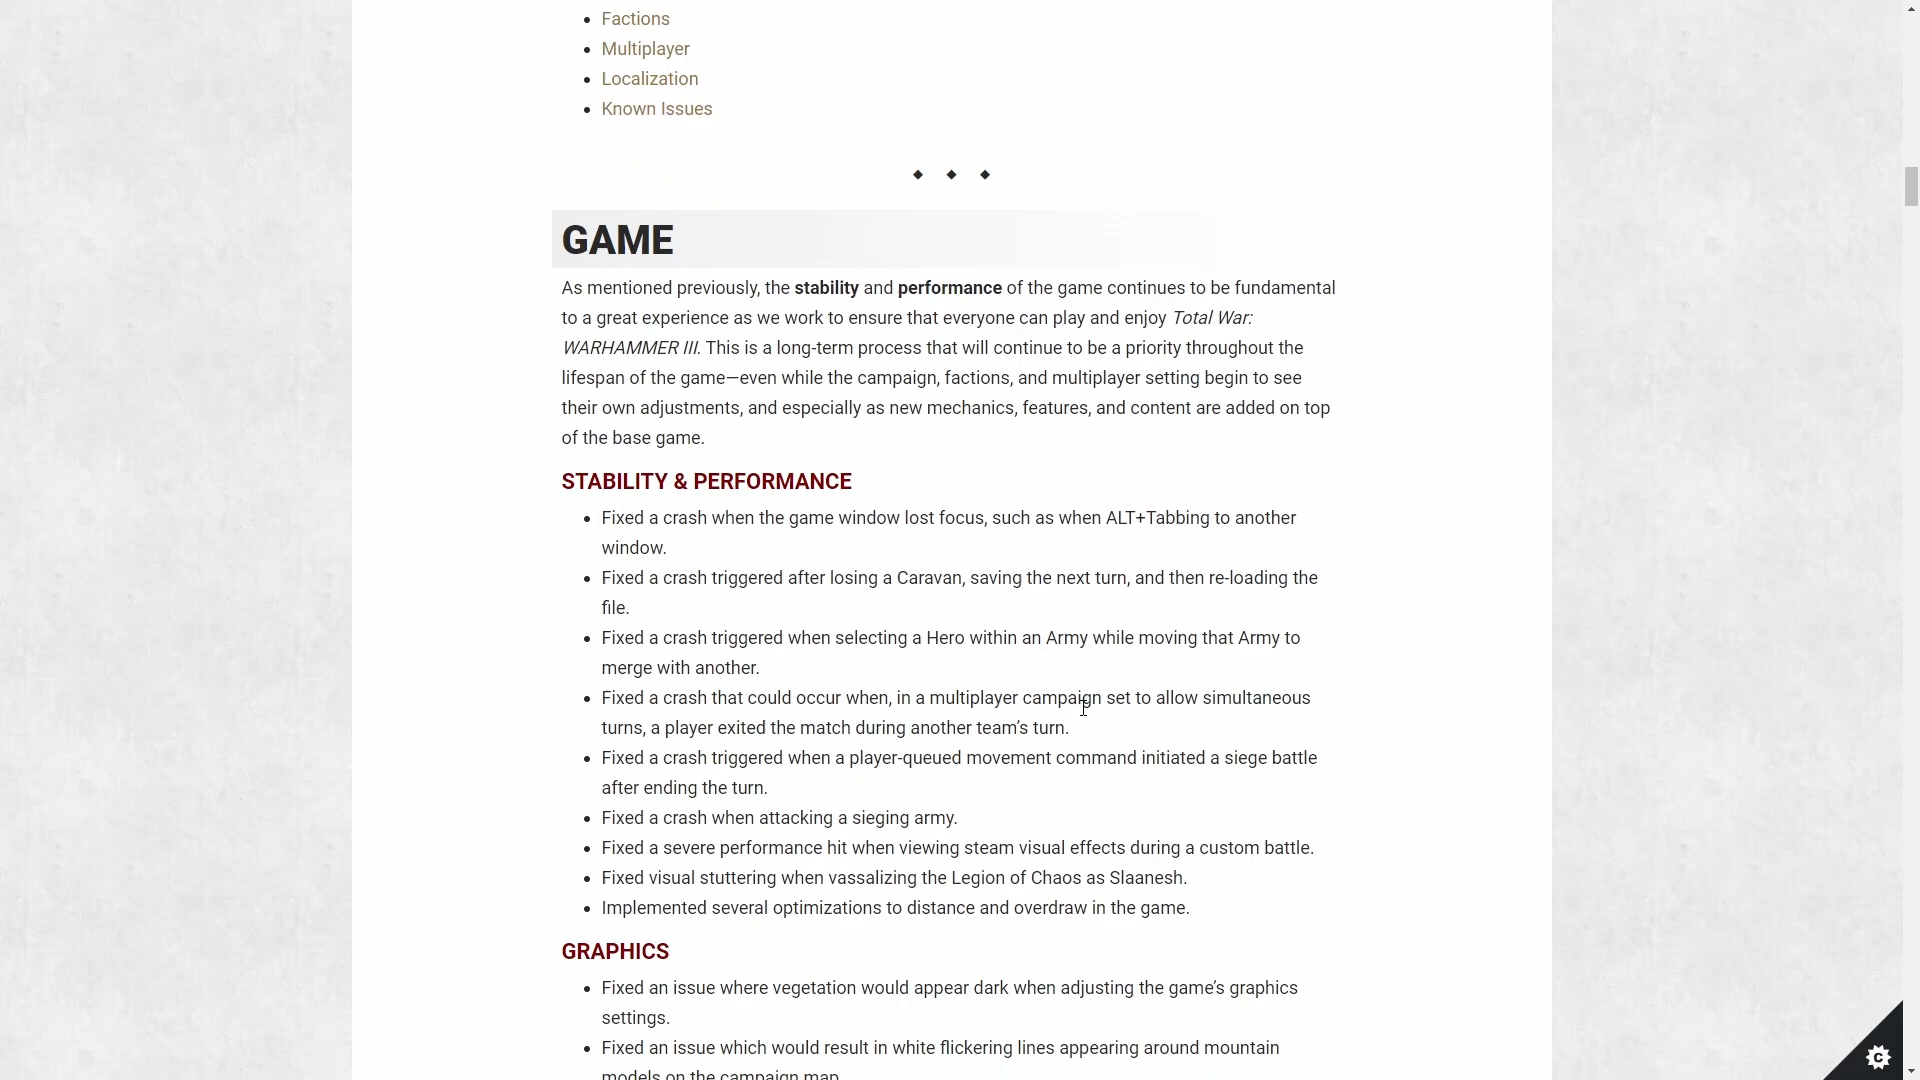 Factions
Multiplayer
Localization
Known Issues
GAME
As mentioned previously, the stability and performance of the game continues to be fundamental
to a great experience as we work to ensure that everyone can play and enjoy Total War:
WARHAMMER III. This is a long-term process that will continue to be a priority throughout the
lifespan of the game—even while the campaign, factions, and multiplayer setting begin to see
their own adjustments, and especially as new mechanics, features, and content are added on top
of the base game.
STABILITY & PERFORMANCE
Fixed a crash when the game window lost focus, such as when ALT+Tabbing to another
window.
Fixed a crash triggered after losing a Caravan, saving the next turn, and then re-loading the
file.
Fixed a crash triggered when selecting a Hero within an Army while moving that Army to
merge with another.
Fixed a crash that could occur when, in a multiplayer campaign set to allow simultaneous
turns, a player exited the match during another team’s turn.
Fixed a crash triggered when a player-queued movement command initiated a siege battle
after ending the turn.
Fixed a crash when attacking a sieging army.
Fixed a severe performance hit when viewing steam visual effects during a custom battle.
Fixed visual stuttering when vassalizing the Legion of Chaos as Slaanesh.
Implemented several optimizations to distance and overdraw in the game.
GRAPHICS
Fixed an issue where vegetation would appear dark when adjusting the game’s graphics
settings.
Fixed an issue which would result in white flickering lines appearing around mountain
models on the campaign map.